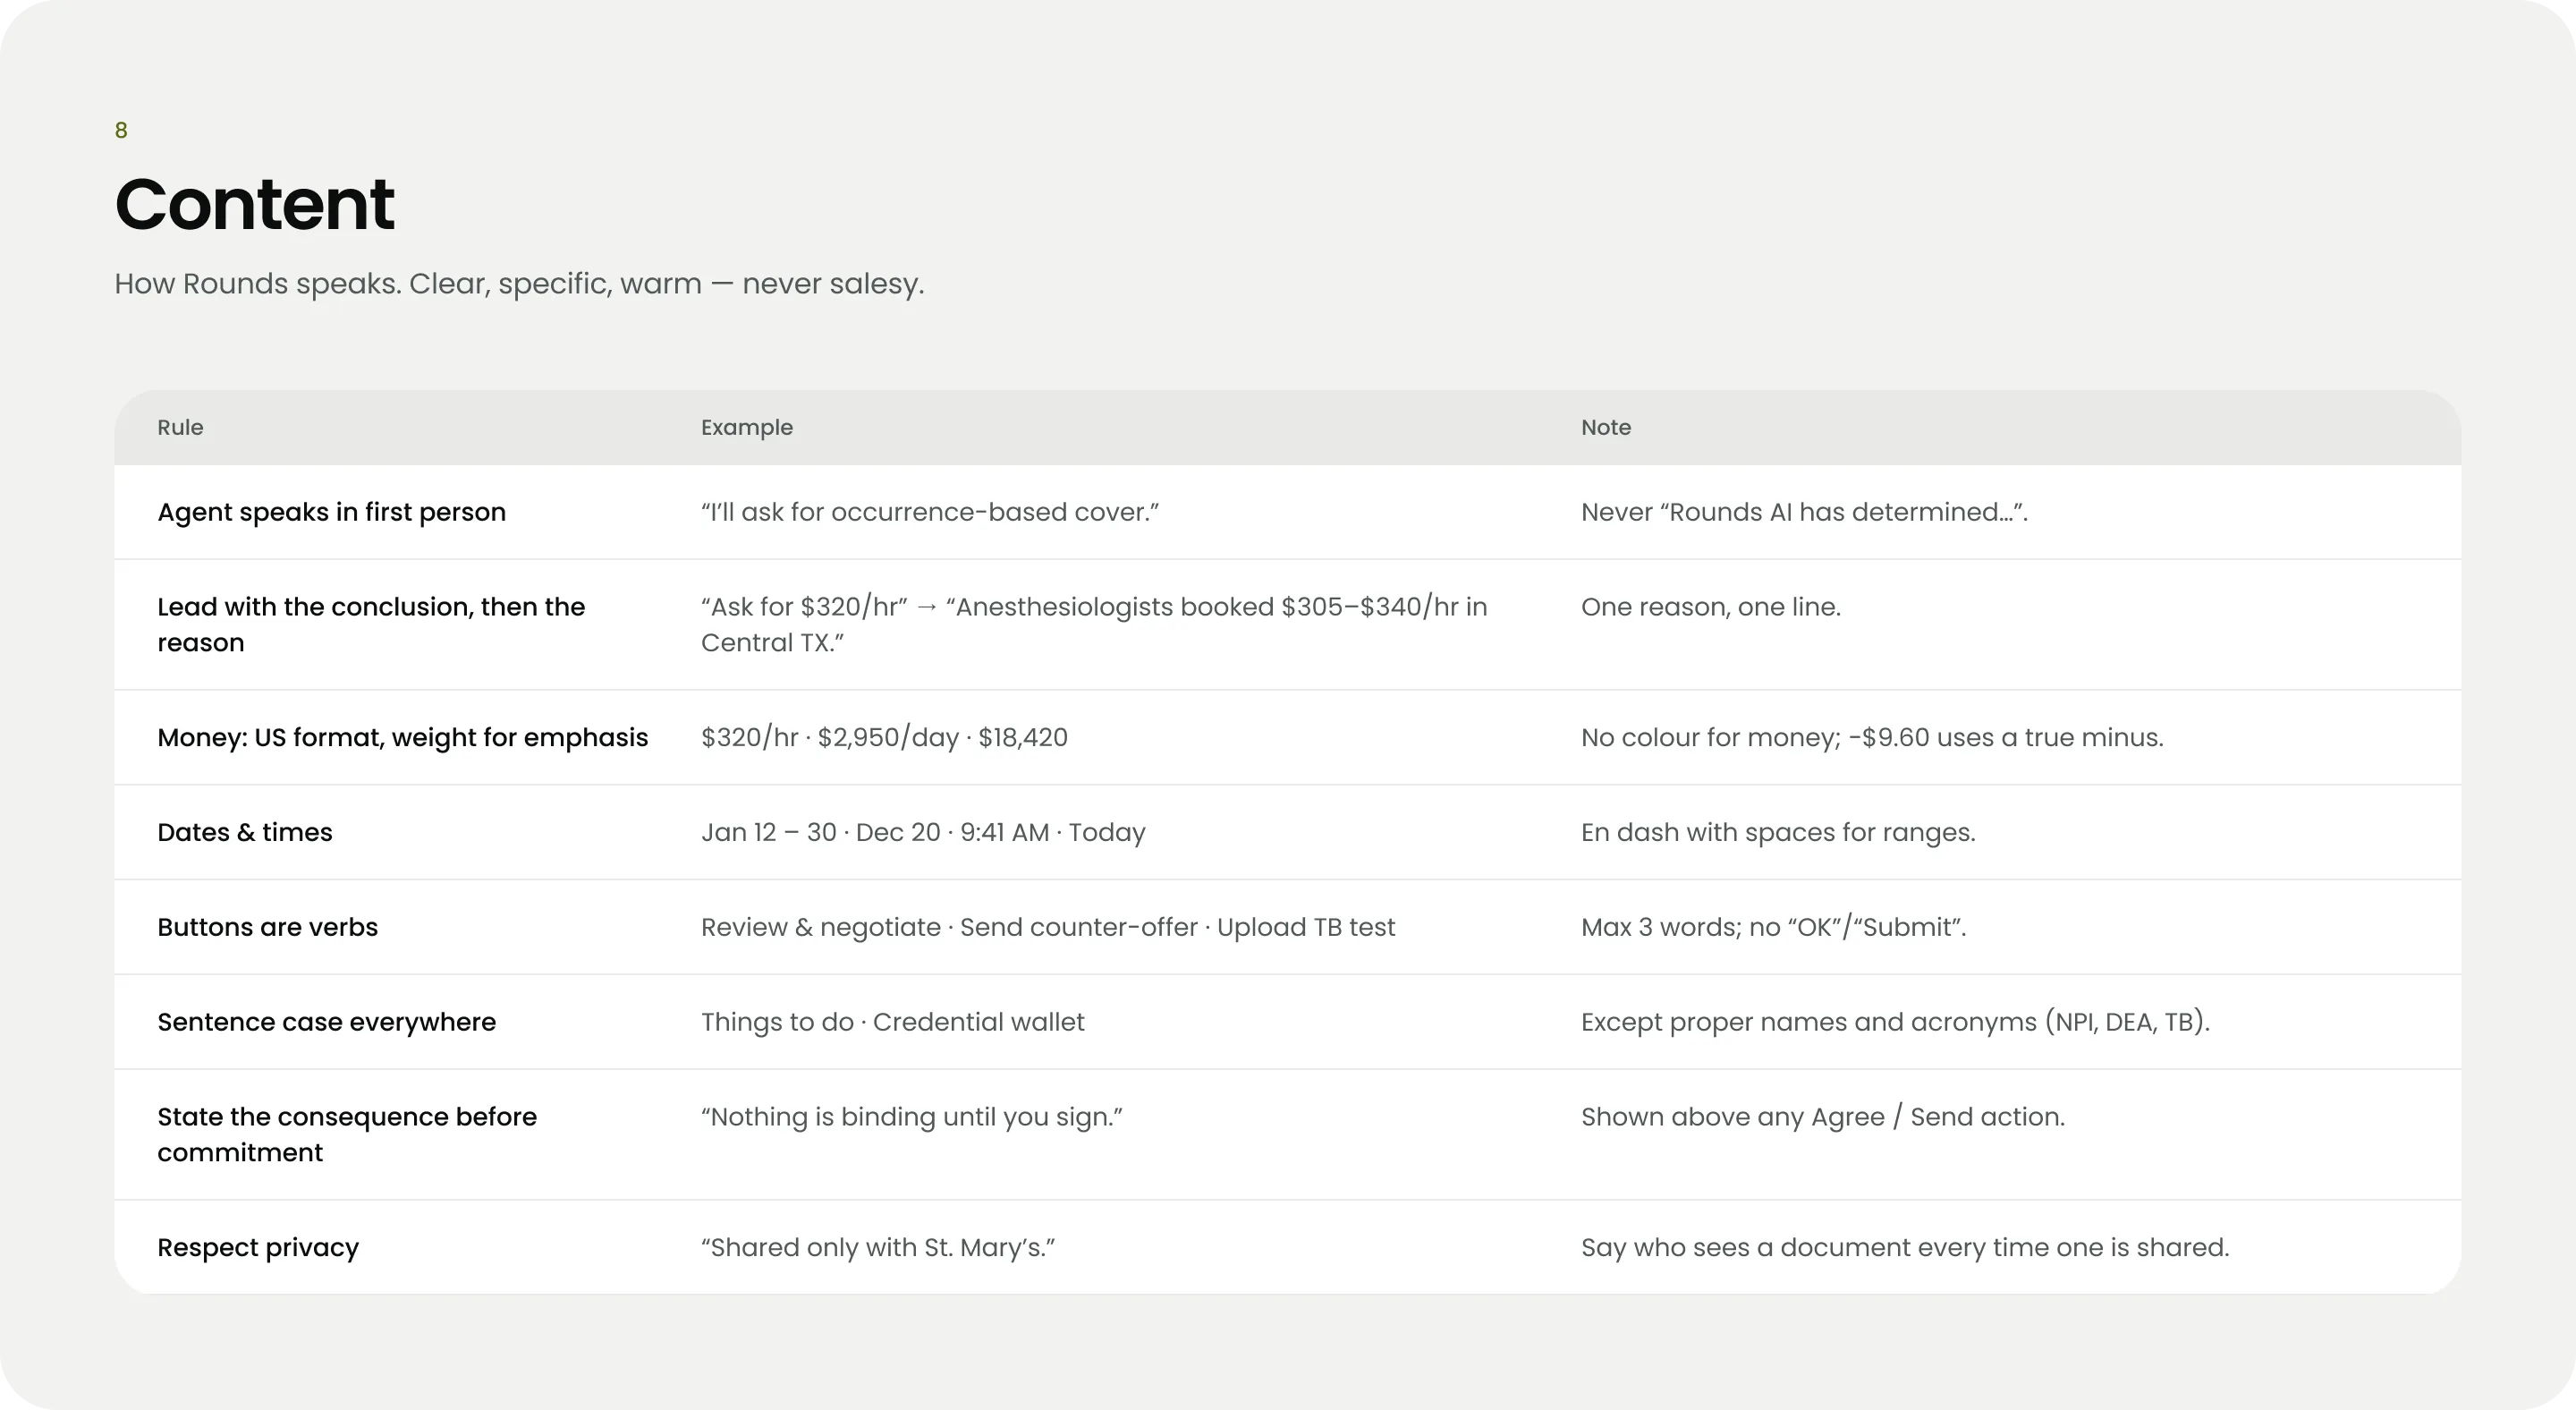 8
Content
How Rounds speaks. Clear, specific, warm — never salesy.
Rule Example Note
Agent speaks in first person “I’ll ask for occurrence-based cover.” Never “Rounds AI has determined…”.
Lead with the conclusion, then the “Ask for $320/hr” → “Anesthesiologists booked $305–$340/hr in One reason, one line.
reason Central TX.”
Money: US format, weight for emphasis $320/hr · $2,950/day · $18,420 No colour for money; −$9.60 uses a true minus.
Dates & times Jan 12 – 30 · Dec 20 · 9:41 AM · Today En dash with spaces for ranges.
Buttons are verbs Review & negotiate · Send counter-offer · Upload TB test Max 3 words; no “OK”/“Submit”.
Sentence case everywhere Things to do · Credential wallet Except proper names and acronyms (NPI, DEA, TB).
State the consequence before “Nothing is binding until you sign.” Shown above any Agree / Send action.
commitment
Respect privacy “Shared only with St. Mary’s.” Say who sees a document every time one is shared.